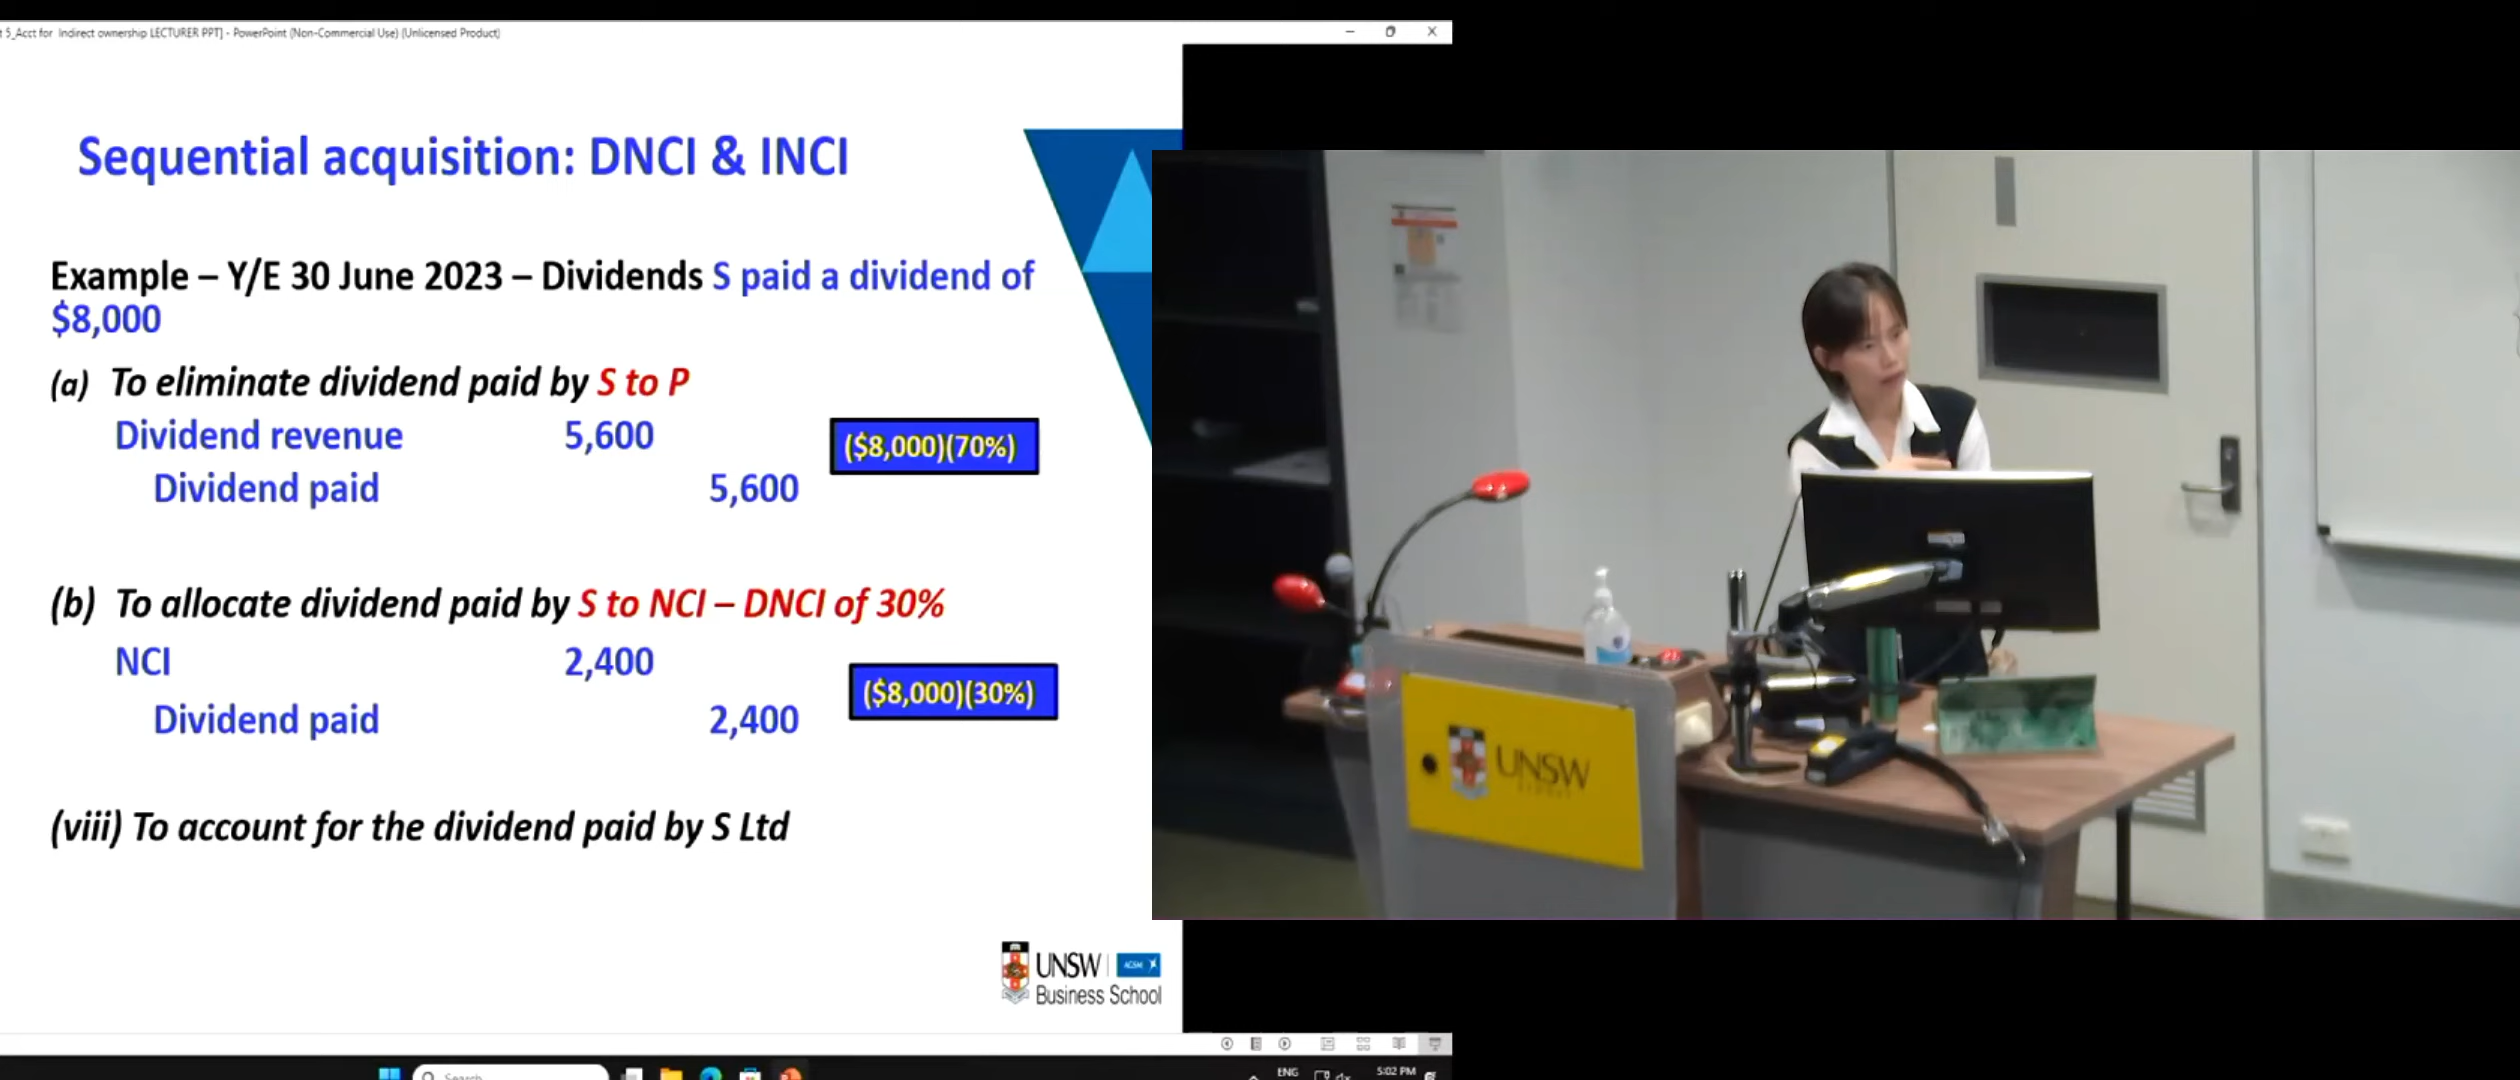 5_Acct for Indirect ownership LECTURER PPT] - PowerPoint (Non-Commercial Use) (Unlicensed Product)
Sequential acquisition: DNCI & INCI
Example – Y/E 30 June 2023 – Dividends S paid a dividend of
$8,000
(a) To eliminate dividend paid by S to P
Dividend revenue 5,600
($8,000)(70%)
Dividend paid 5,600
(b) To allocate dividend paid by S to NCI – DNCI of 30%
NCI 2,400
($8,000)(30%)
Dividend paid 2,400
(viii) To account for the dividend paid by S Ltd
UNSW
AGSM
Business School
UNSW
Search
ENG
5:02 PM